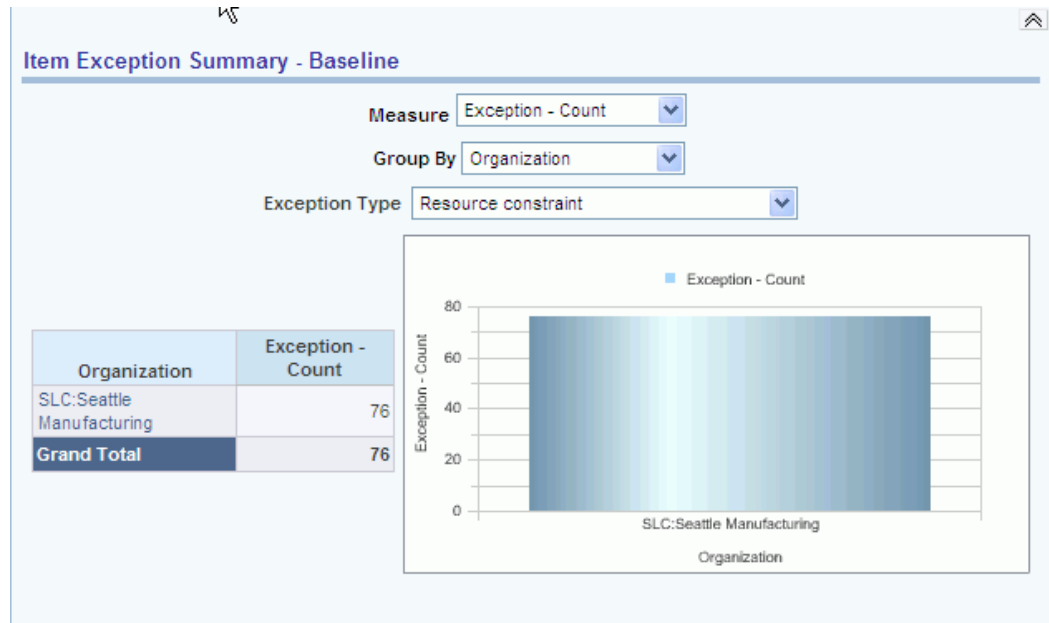 Item Exception Summary - Baseline
Measure Exception - Count
Group By Organization
Exception Type Resource constraint
Organization Exception - Count
SLC:Seattle Manufacturing 76
Grand Total 76
Exception - Count
Exception - Count
80
60
40
20
0
SLC:Seattle Manufacturing
Organization